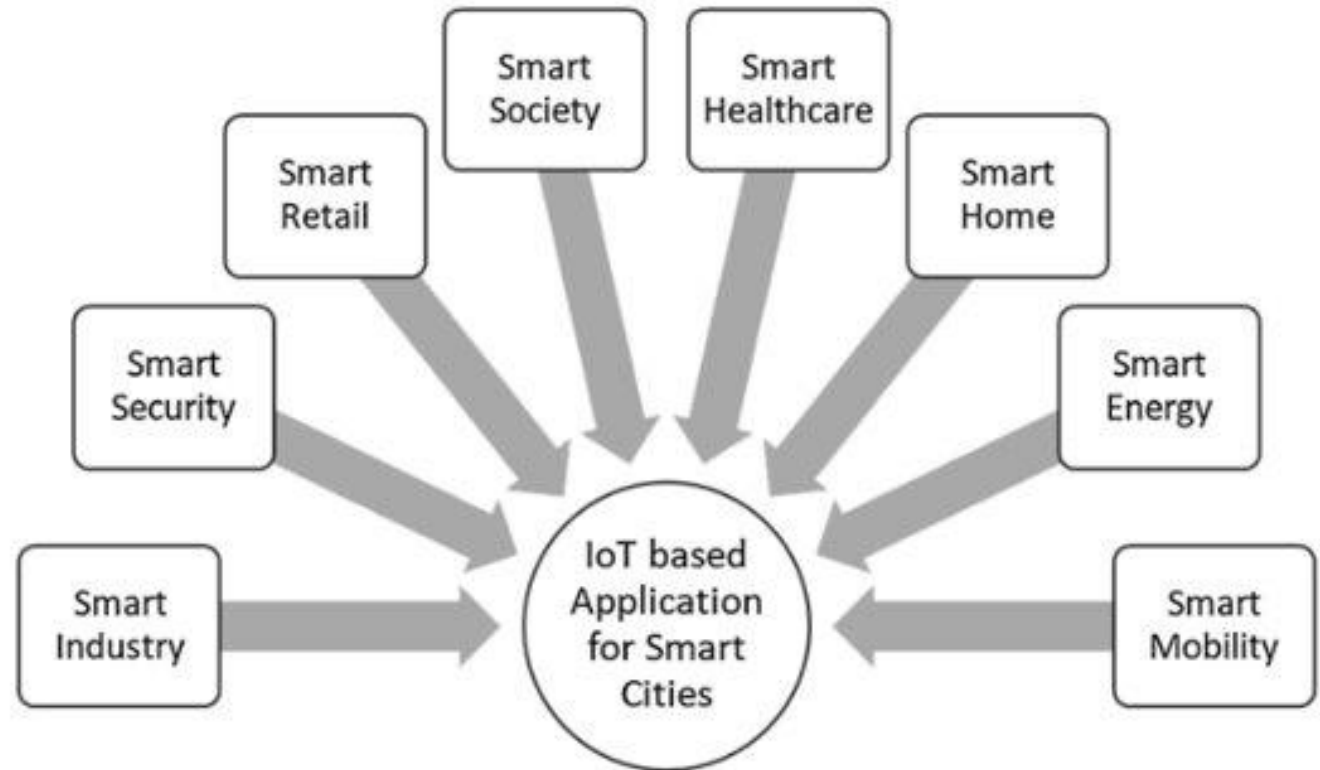 Smart
Society
Smart
Healthcare
Smart
Retail
Smart
Home
Smart
Security
Smart
Energy
Smart
Industry
IoT based
Application
for Smart
Cities
Smart
Mobility